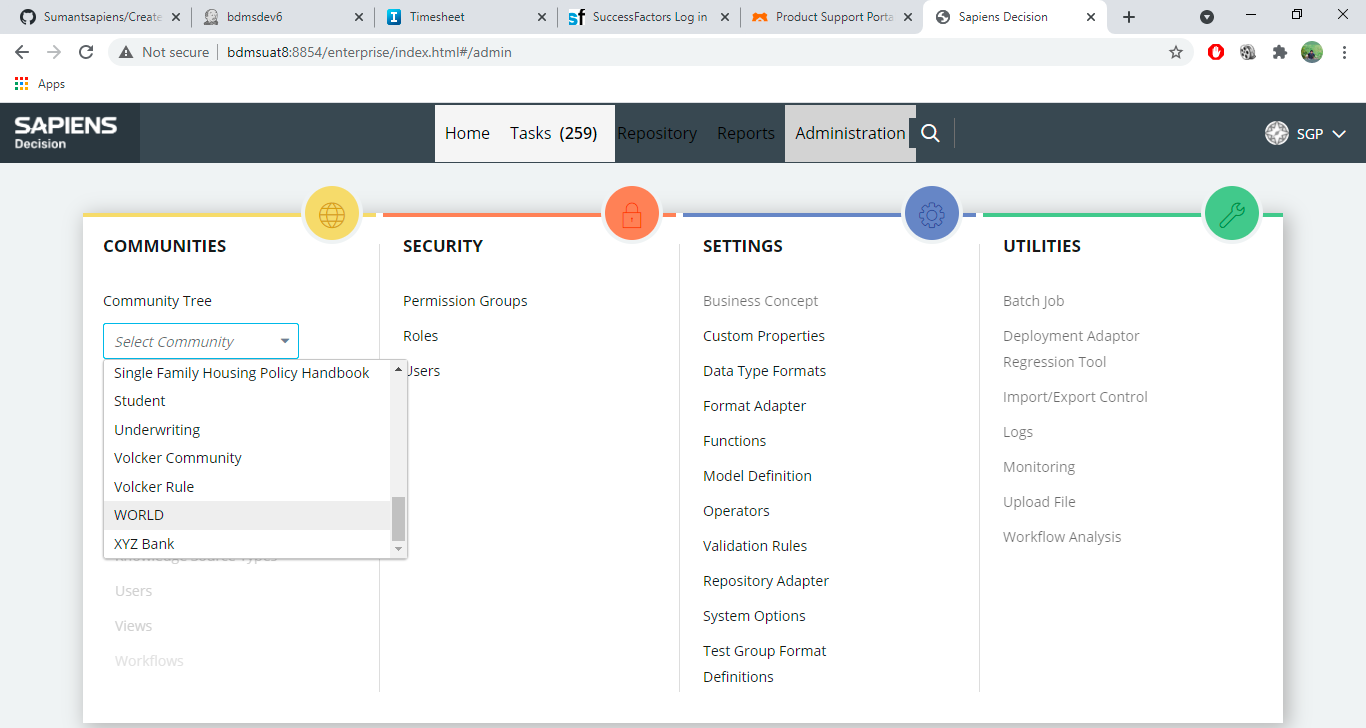 Sumantsapiens/Create
bdmsdev6
Timesheet
SuccessFactors Log in
Product Support Porta
Sapiens Decision
Not secure
bdmsuat8:8854/enterprise/index.html#/admin
Apps
SAPIENS
Decision
Home
Tasks (259)
Repository
Reports
Administration
SGP
COMMUNITIES
Community Tree
Select Community
Single Family Housing Policy Handbook
Student
Underwriting
Volcker Community
Volcker Rule
WORLD
XYZ Bank
Knowledge Source Types
Users
Views
Workflows
SECURITY
Permission Groups
Roles
Users
SETTINGS
Business Concept
Custom Properties
Data Type Formats
Format Adapter
Functions
Model Definition
Operators
Validation Rules
Repository Adapter
System Options
Test Group Format
Definitions
UTILITIES
Batch Job
Deployment Adaptor
Regression Tool
Import/Export Control
Logs
Monitoring
Upload File
Workflow Analysis